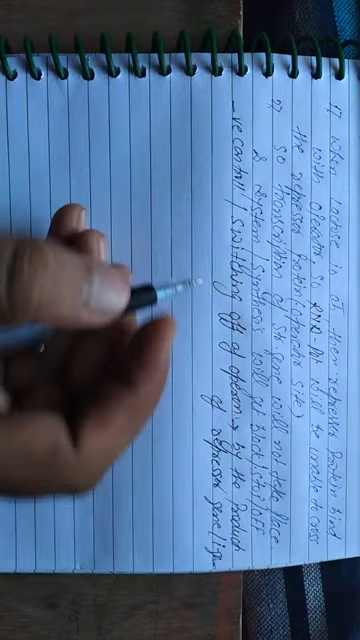 1) When lactose is at then repressor Protein bind
with operator so RNA-Pol will be unable to cross
the repressor Protein (operator site)
2) so transcription of str gene will not take place.
& system / synthesis will get block / stop / off
-ve control / switching off of operon → by the Product
of repressor gene / i gene